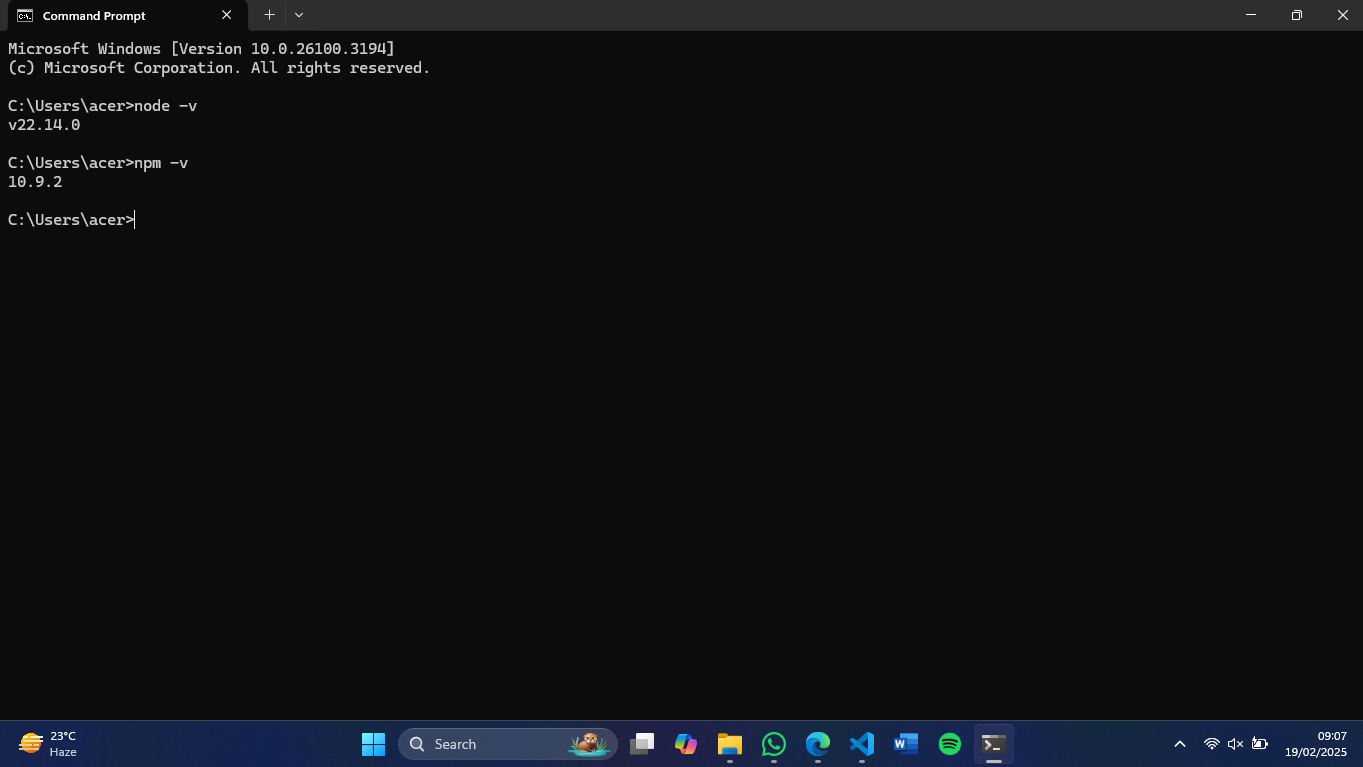 Command Prompt
Microsoft Windows [Version 10.0.26100.3194]
(c) Microsoft Corporation. All rights reserved.
C:\Users\acer>node -v
v22.14.0
C:\Users\acer>npm -v
10.9.2
C:\Users\acer>
23°C
Haze
Search
09:07
19/02/2025